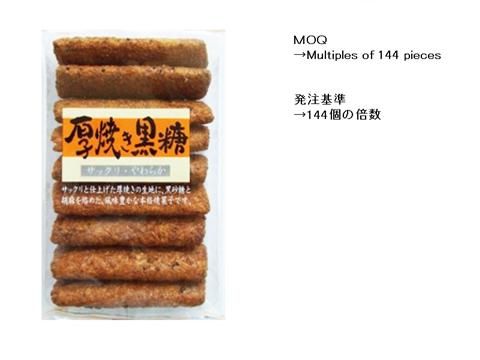 厚焼き黒糖
サックリ・やわらか
サックリと仕上げた厚焼きの生地に、黒砂糖と
胡麻を絡めた、風味豊かな本格焼菓子です。
MOQ
→Multiples of 144 pieces
発注基準
→144個の倍数